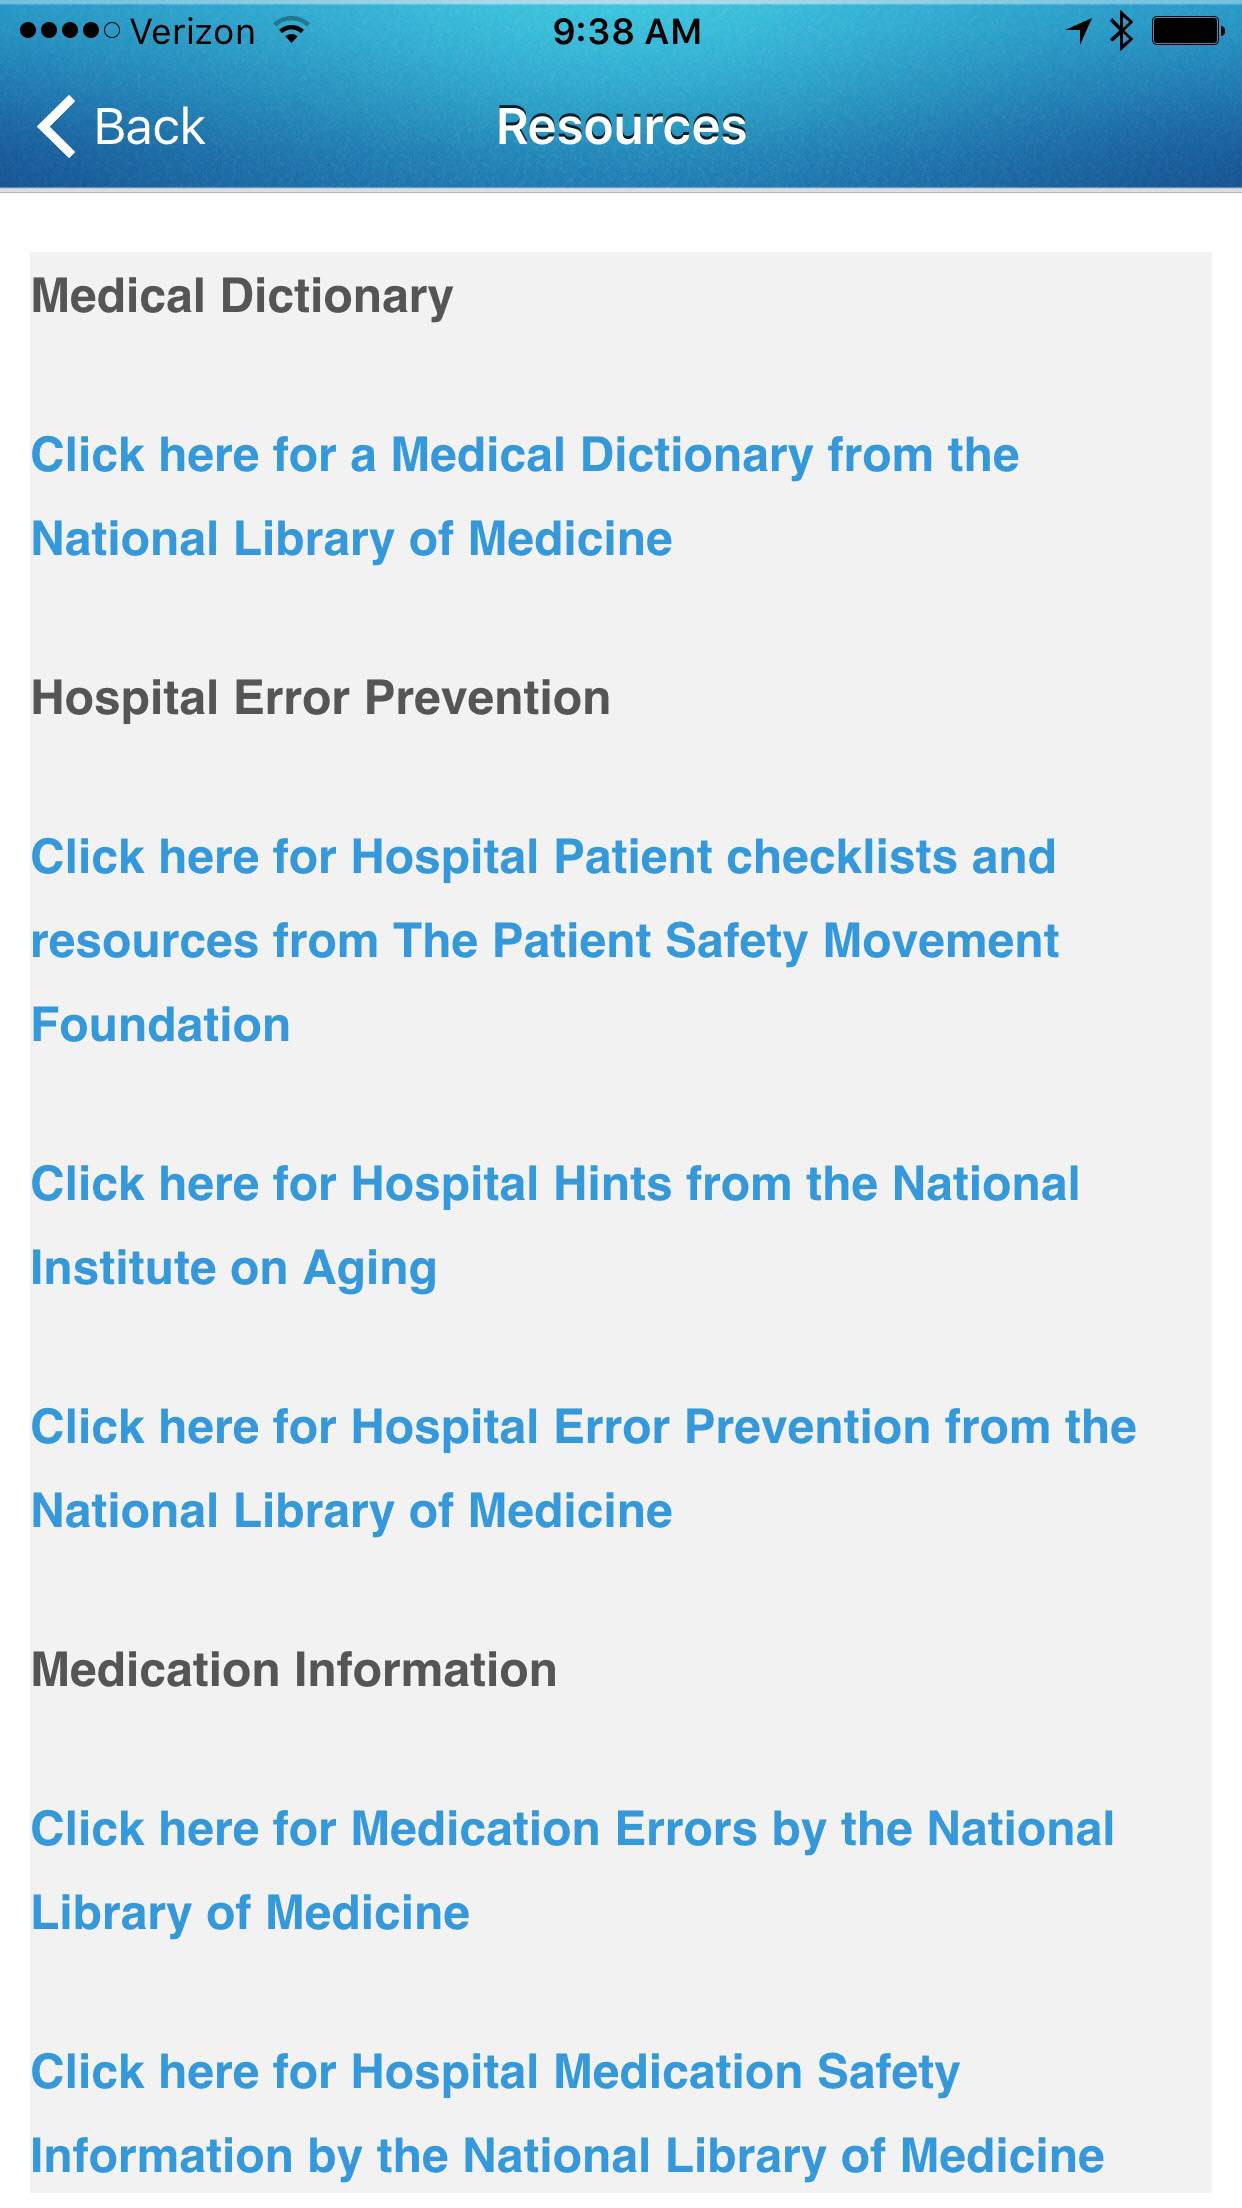 Verizon 9:38 AM
Back Resources
Medical Dictionary
Click here for a Medical Dictionary from the
National Library of Medicine
Hospital Error Prevention
Click here for Hospital Patient checklists and
resources from The Patient Safety Movement
Foundation
Click here for Hospital Hints from the National
Institute on Aging
Click here for Hospital Error Prevention from the
National Library of Medicine
Medication Information
Click here for Medication Errors by the National
Library of Medicine
Click here for Hospital Medication Safety
Information by the National Library of Medicine